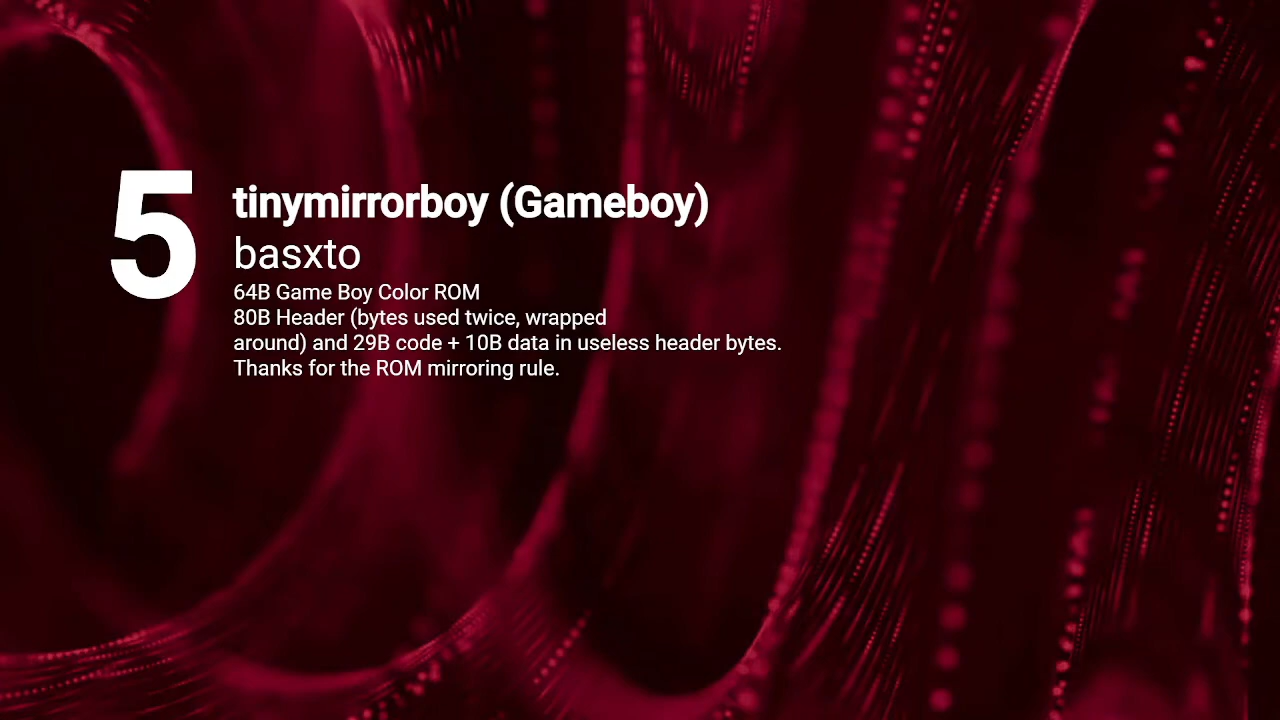 5
tinymirrorboy (Gameboy)
basxto
64B Game Boy Color ROM
80B Header (bytes used twice, wrapped
around) and 29B code + 10B data in useless header bytes.
Thanks for the ROM mirroring rule.